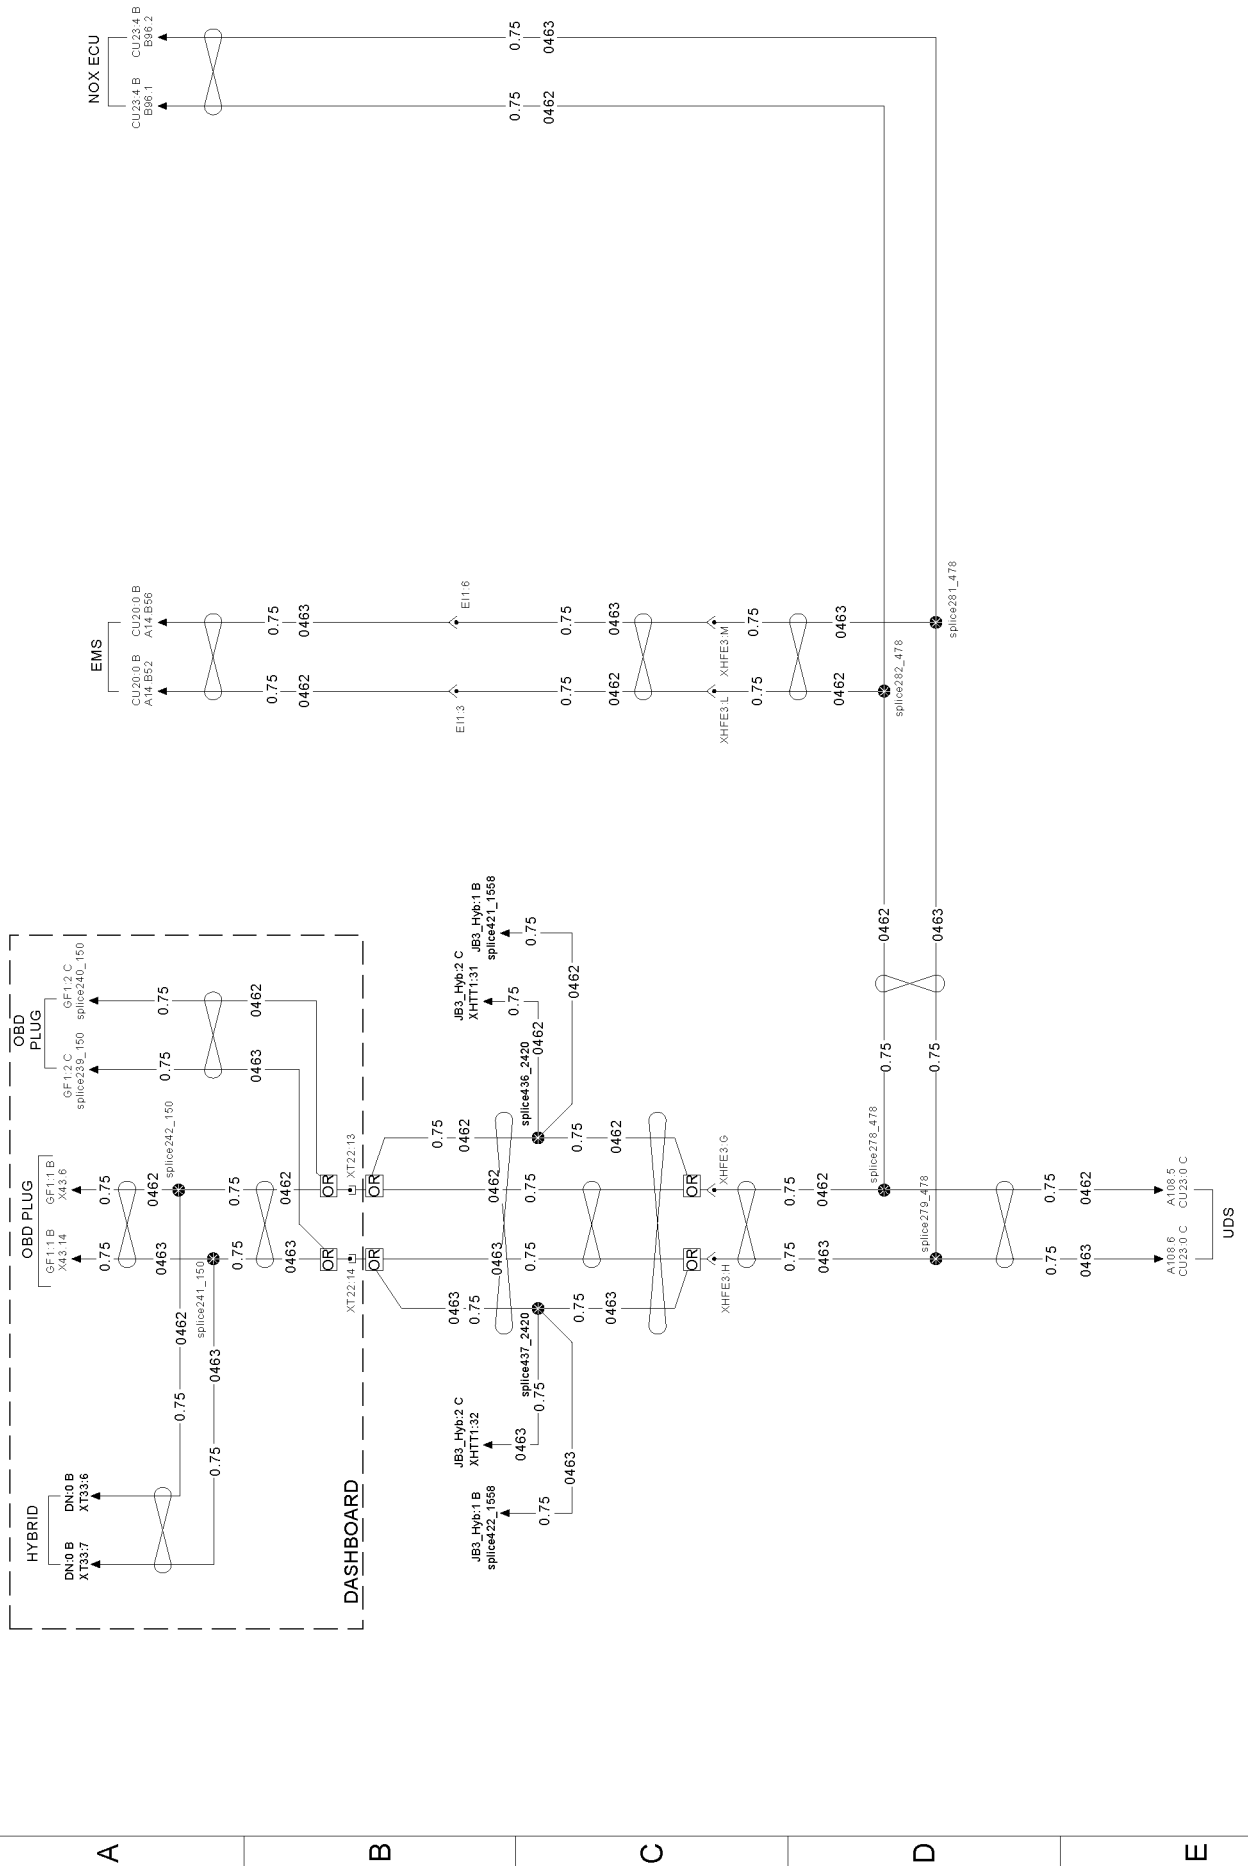 NOX ECU
CU23:4 B
B96:1
CU23:4 B
B96:2
0.75
0462
0.75
0463
EMS
CU20:0 B
A14:B52
CU20:0 B
A14:B56
0.75
0462
0.75
0463
EI1:3
EI1:6
0.75
0462
0.75
0463
XHFE3:L
XHFE3:M
0.75
0462
0.75
0463
splice282_478
splice281_478
OBD
PLUG
GF1:2 C
splice239_150
GF1:2 C
splice240_150
0.75
0463
0.75
0462
OBD PLUG
GF1:1 B
X43:14
GF1:1 B
X43:6
0.75
0463
0.75
0462
splice242_150
splice241_150
0.75
0463
0.75
0462
OR
OR
XT22:14
XT22:13
OR
OR
HYBRID
DN:0 B
XT33:7
DN:0 B
XT33:6
0.75
0462
0.75
0463
DASHBOARD
0463
0.75
0463
0.75
0462
0.75
0.75
0462
JB3_Hyb:2 C
XHTT1:31
JB3_Hyb:1 B
splice421_1558
0.75
0.75
0462
0462
splice436_2420
JB3_Hyb:2 C
XHTT1:32
JB3_Hyb:1 B
splice422_1558
0463
0.75
0.75
0463
splice437_2420
0.75
0463
0.75
0462
OR
OR
XHFE3:H
XHFE3:G
0.75
0463
0.75
0462
splice278_478
splice279_478
0.75
0462
0.75
0463
0.75
0463
0.75
0462
A108:6
CU23:0 C
A108:5
CU23:0 C
UDS
A
B
C
D
E